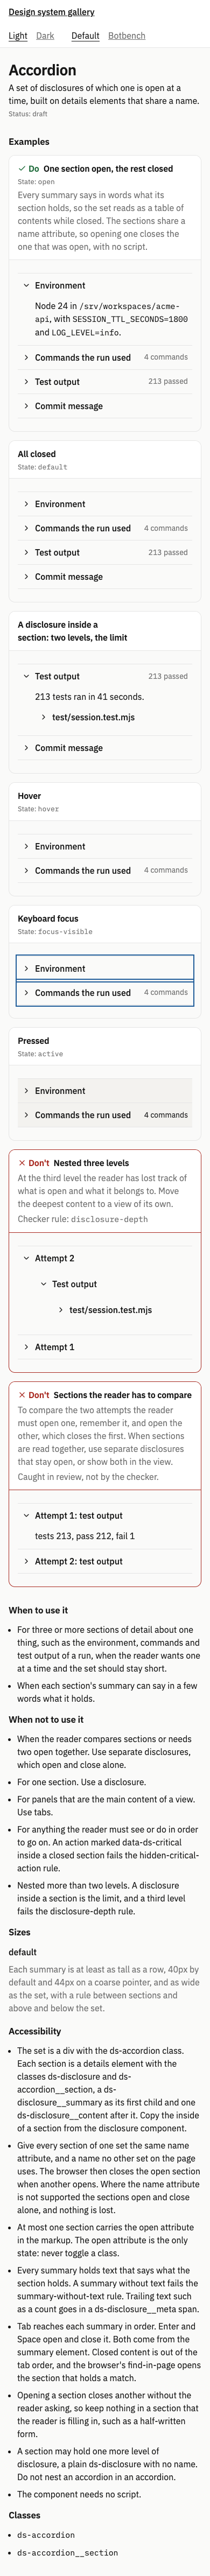 Design system gallery
Light Dark Default Botbench
Accordion
A set of disclosures of which one is open at a
time, built on details elements that share a name.
Status: draft
Examples
✓ Do One section open, the rest closed
State: open
Every summary says in words what its
section holds, so the set reads as a table of
contents while closed. The sections share a
name attribute, so opening one closes the
one that was open, with no script.
Environment
Node 24 in /srv/workspaces/acme-
api, with SESSION_TTL_SECONDS=1800
and LOG_LEVEL=info.
Commands the run used 4 commands
Test output 213 passed
Commit message
All closed
State: default
Environment
Commands the run used 4 commands
Test output 213 passed
Commit message
A disclosure inside a
section: two levels, the limit
Test output 213 passed
213 tests ran in 41 seconds.
test/session.test.mjs
Commit message
Hover
State: hover
Environment
Commands the run used 4 commands
Keyboard focus
State: focus-visible
Environment
Commands the run used 4 commands
Pressed
State: active
Environment
Commands the run used 4 commands
✕ Don't Nested three levels
At the third level the reader has lost track of
what is open and what it belongs to. Move
the deepest content to a view of its own.
Checker rule: disclosure-depth
Attempt 2
Test output
test/session.test.mjs
Attempt 1
✕ Don't Sections the reader has to compare
To compare the two attempts the reader
must open one, remember it, and open the
other, which closes the first. When sections
are read together, use separate disclosures
that stay open, or show both in the view.
Caught in review, not by the checker.
Attempt 1: test output
tests 213, pass 212, fail 1
Attempt 2: test output
When to use it
• For three or more sections of detail about one
thing, such as the environment, commands and
test output of a run, when the reader wants one
at a time and the set should stay short.
• When each section's summary can say in a few
words what it holds.
When not to use it
• When the reader compares sections or needs
two open together. Use separate disclosures,
which open and close alone.
• For one section. Use a disclosure.
• For panels that are the main content of a view.
Use tabs.
• For anything the reader must see or do in order
to go on. An action marked data-ds-critical
inside a closed section fails the hidden-critical-
action rule.
• Nested more than two levels. A disclosure
inside a section is the limit, and a third level
fails the disclosure-depth rule.
Sizes
default
Each summary is at least as tall as a row, 40px by
default and 44px on a coarse pointer, and as wide
as the set, with a rule between sections and
above and below the set.
Accessibility
• The set is a div with the ds-accordion class.
Each section is a details element with the
classes ds-disclosure and ds-
accordion__section, a ds-
disclosure__summary as its first child and one
ds-disclosure__content after it. Copy the inside
of a section from the disclosure component.
• Give every section of one set the same name
attribute, and a name no other set on the page
uses. The browser then closes the open section
when another opens. Where the name attribute
is not supported the sections open and close
alone, and nothing is lost.
• At most one section carries the open attribute
in the markup. The open attribute is the only
state: never toggle a class.
• Every summary holds text that says what the
section holds. A summary without text fails the
summary-without-text rule. Trailing text such
as a count goes in a ds-disclosure__meta span.
• Tab reaches each summary in order. Enter and
Space open and close it. Both come from the
summary element. Closed content is out of the
tab order, and the browser's find-in-page opens
the section that holds a match.
• Opening a section closes another without the
reader asking, so keep nothing in a section that
the reader is filling in, such as a half-written
form.
• A section may hold one more level of
disclosure, a plain ds-disclosure with no name.
Do not nest an accordion in an accordion.
• The component needs no script.
Classes
• ds-accordion
• ds-accordion__section